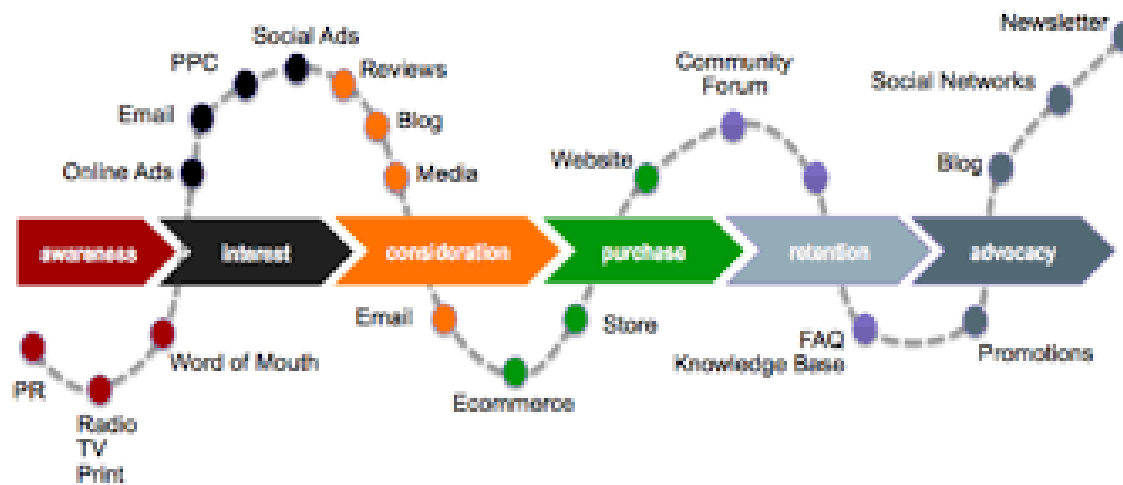 Newsletter
Social Ads
PPC
Reviews
Community
Forum
Social Networks
Email
Blog
Website
Blog
Online Ads
Media
awareness
interest
consideration
purchase
retention
advocacy
Email
Store
FAQ
Knowledge Base
Promotions
Word of Mouth
PR
Ecommerce
Radio
TV
Print